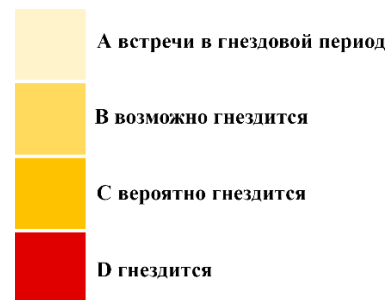 А встречи в гнездовой период
В возможно гнездится
С вероятно гнездится
D гнездится